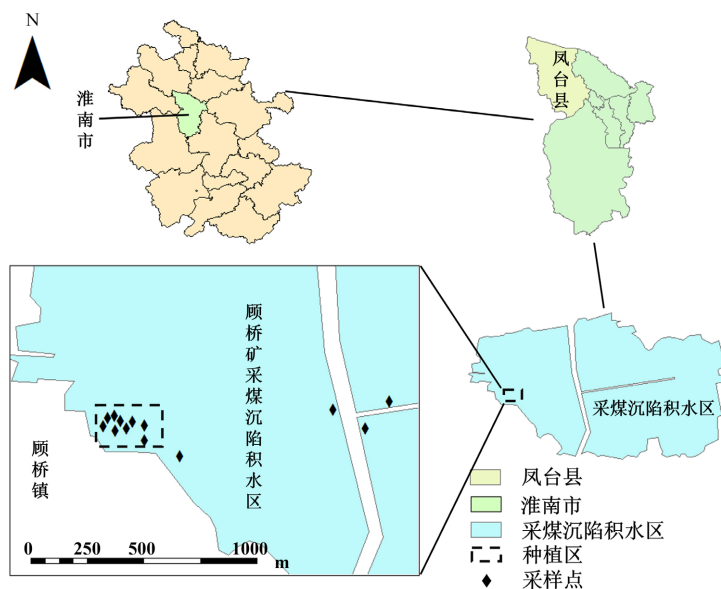 N
淮南市
凤台县
顾桥矿采煤沉陷积水区
顾桥镇
0 250 500 1000 m
采煤沉陷积水区
凤台县
淮南市
采煤沉陷积水区
种植区
采样点